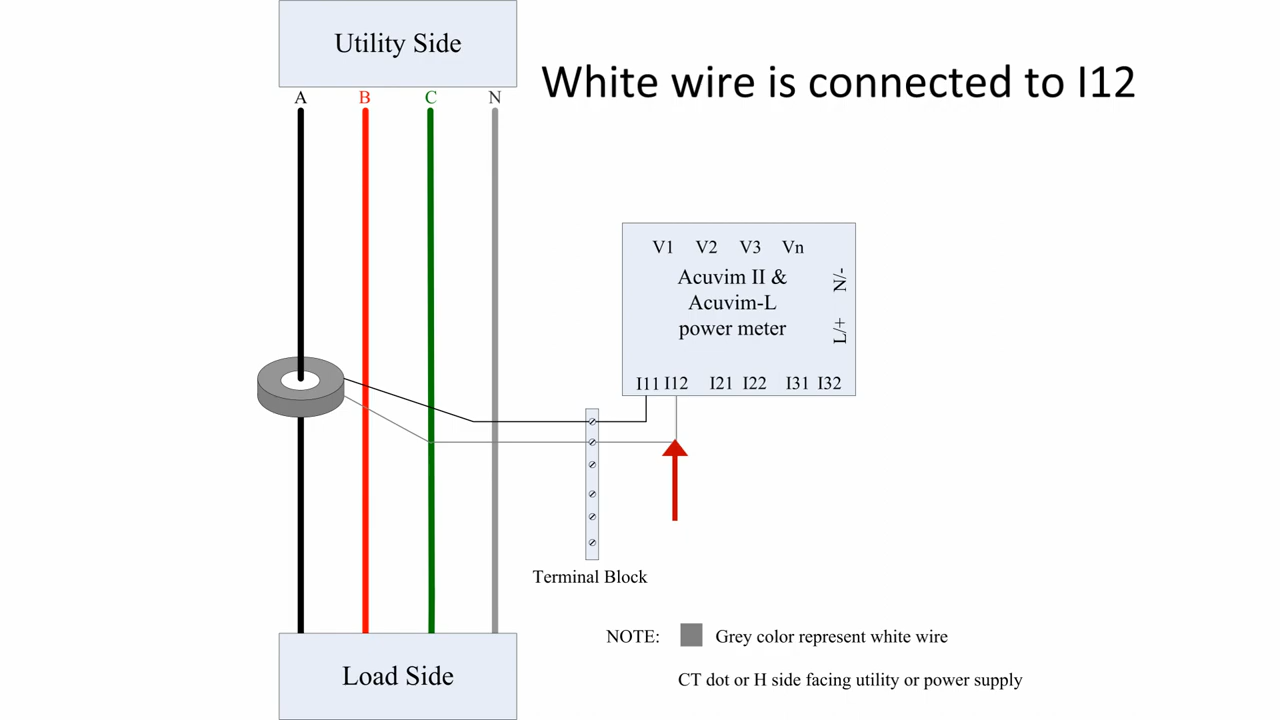 Utility Side
White wire is connected to I12
A B C N
V1 V2 V3 Vn
Acuvim II &
Acuvim-L
power meter
N/-
L/+
I11 I12 I21 I22 I31 I32
Terminal Block
NOTE: Grey color represent white wire
Load Side
CT dot or H side facing utility or power supply